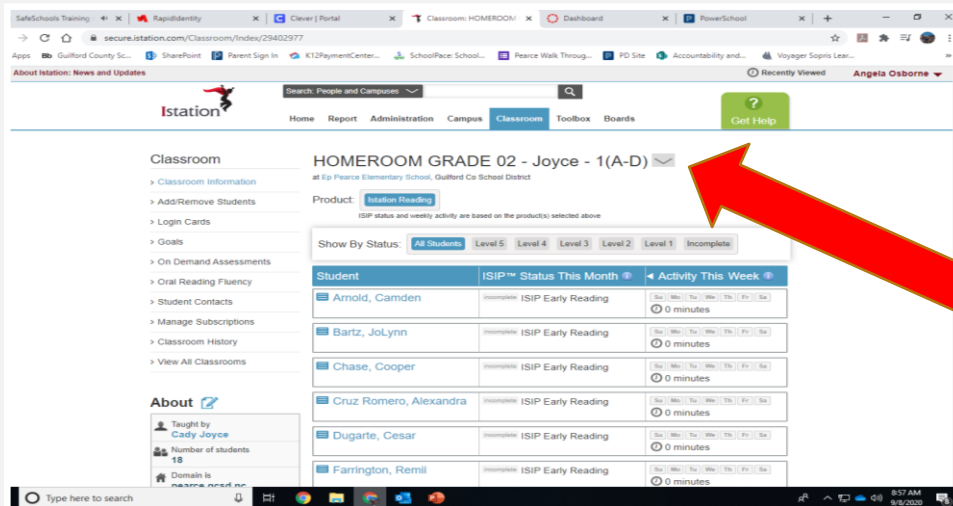 SafeSchools Training
RapidIdentity
Clever | Portal
Classroom: HOMEROOM
Dashboard
PowerSchool
secure.istation.com/Classroom/Index/29402977
Apps
Guilford County Sc...
SharePoint
Parent Sign In
K12PaymentCenter...
SchoolPace: School...
Pearce Walk Throug...
PD Site
Accountability and...
Voyager Sopris Lear...
About Istation: News and Updates
Recently Viewed
Angela Osborne
Search: People and Campuses
Istation
Home Report Administration Campus Classroom Toolbox Boards
?
Get Help
Classroom
> Classroom Information
> Add/Remove Students
> Login Cards
> Goals
> On Demand Assessments
> Oral Reading Fluency
> Student Contacts
> Manage Subscriptions
> Classroom History
> View All Classrooms
About
Taught by
Cady Joyce
Number of students
18
Domain is
pearce.gcsd.nc
HOMEROOM GRADE 02 - Joyce - 1(A-D)
at Ep Pearce Elementary School, Guilford Co School District
Product: Istation Reading
ISIP status and weekly activity are based on the product(s) selected above
Show By Status: All Students Level 5 Level 4 Level 3 Level 2 Level 1 Incomplete
Student ISIP™ Status This Month Activity This Week
Arnold, Camden Incomplete ISIP Early Reading Su Mo Tu We Th Fr Sa
0 minutes
Bartz, JoLynn Incomplete ISIP Early Reading Su Mo Tu We Th Fr Sa
0 minutes
Chase, Cooper Incomplete ISIP Early Reading Su Mo Tu We Th Fr Sa
0 minutes
Cruz Romero, Alexandra Incomplete ISIP Early Reading Su Mo Tu We Th Fr Sa
0 minutes
Dugarte, Cesar Incomplete ISIP Early Reading Su Mo Tu We Th Fr Sa
0 minutes
Farrington, Remii Incomplete ISIP Early Reading Su Mo Tu We Th Fr Sa
0 minutes
Type here to search
8:57 AM
9/8/2020